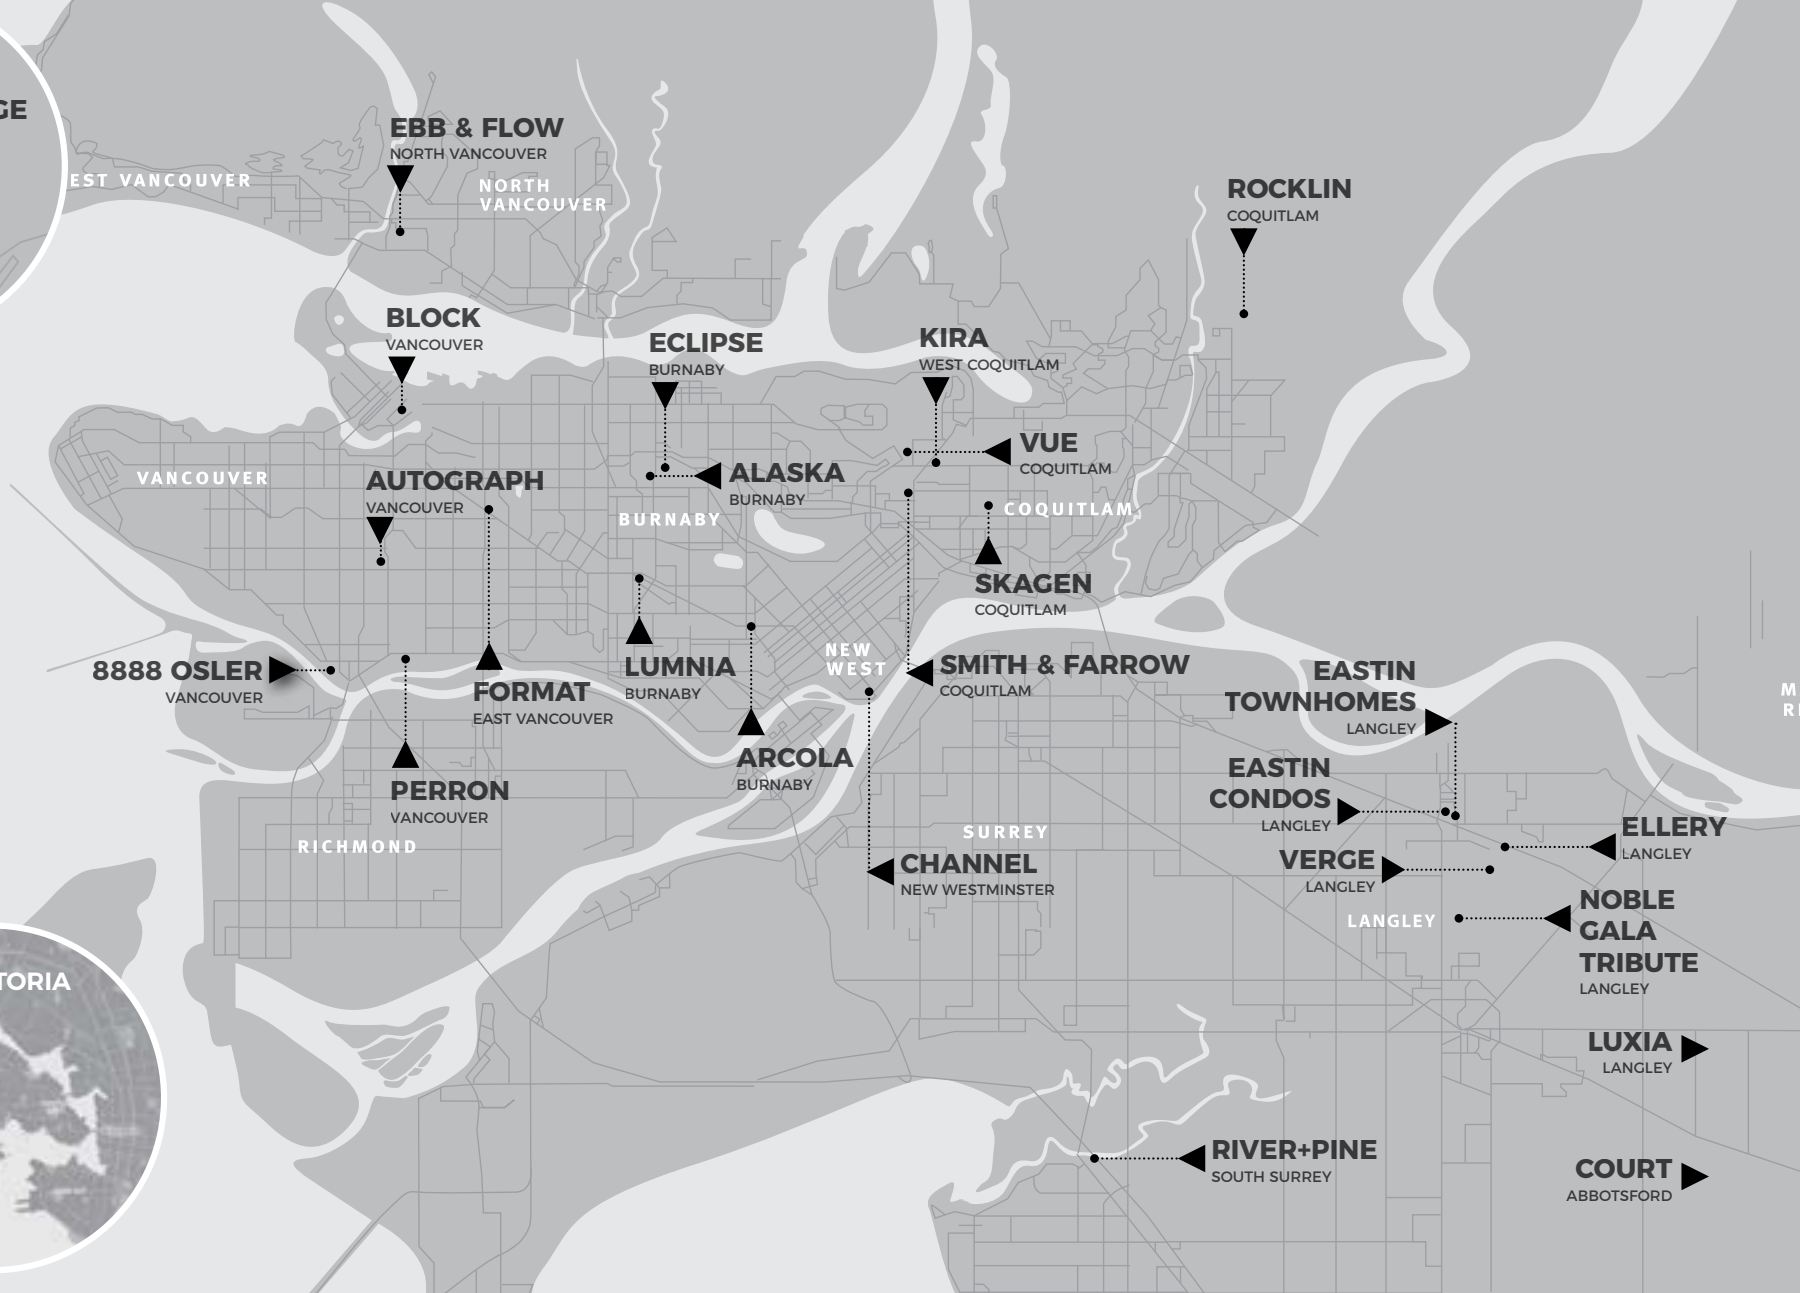 GE
EBB & FLOW
NORTH VANCOUVER
EST VANCOUVER
NORTH
VANCOUVER
ROCKLIN
COQUITLAM
BLOCK
VANCOUVER
ECLIPSE
BURNABY
KIRA
WEST COQUITLAM
VUE
COQUITLAM
VANCOUVER
AUTOGRAPH
VANCOUVER
ALASKA
BURNABY
BURNABY
COQUITLAM
SKAGEN
COQUITLAM
8888 OSLER
VANCOUVER
FORMAT
EAST VANCOUVER
LUMNIA
BURNABY
NEW
WEST
SMITH & FARROW
COQUITLAM
EASTIN
TOWNHOMES
LANGLEY
M
R
PERRON
VANCOUVER
ARCOLA
BURNABY
EASTIN
CONDOS
LANGLEY
RICHMOND
SURREY
ELLERY
LANGLEY
CHANNEL
NEW WESTMINSTER
VERGE
LANGLEY
LANGLEY
NOBLE
GALA
TRIBUTE
LANGLEY
TORIA
LUXIA
LANGLEY
RIVER+PINE
SOUTH SURREY
COURT
ABBOTSFORD